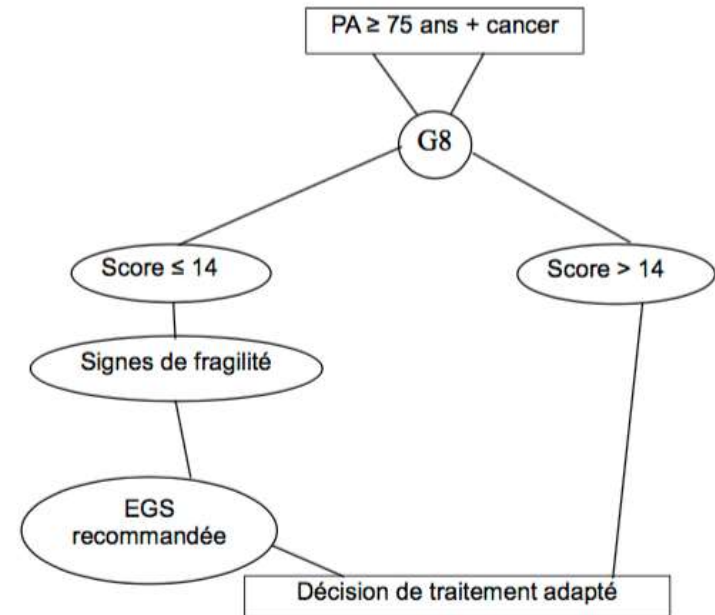 PA ≥ 75 ans + cancer
G8
Score ≤ 14
Score > 14
Signes de fragilité
EGS
recommandée
Décision de traitement adapté